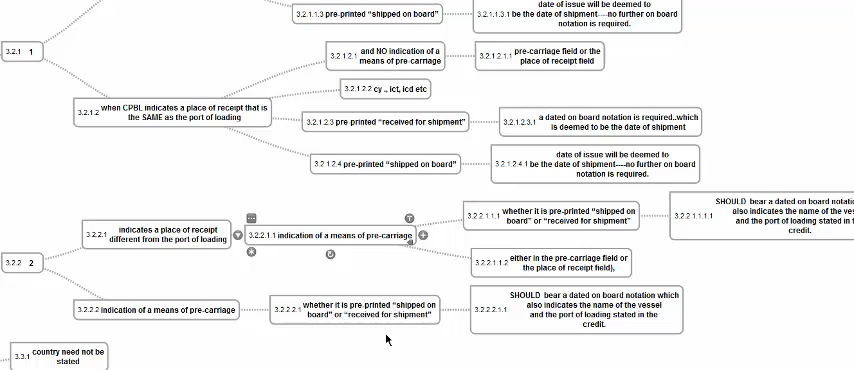 date of issue will be deemed to
3.2.1.1.3 pre-printed “shipped on board”
3.2.1.1.3.1 be the date of shipment----no further on board
notation is required.
3.2.1 1
and NO indication of a
3.2.1.2.1 means of pre-carriage
3.2.1.2.1.1 pre-carriage field or the
place of receipt field
3.2.1.2.2 cy ., ict, icd etc
3.2.1.2 when CPBL indicates a place of receipt that is
the SAME as the port of loading
3.2.1.2.3 pre-printed “received for shipment”
3.2.1.2.3.1 a dated on board notation is required..which
is deemed to be the date of shipment
3.2.1.2.4 pre-printed “shipped on board”
date of issue will be deemed to
3.2.1.2.4.1 be the date of shipment----no further on board
notation is required.
3.2.2 2
3.2.2.1 indicates a place of receipt
different from the port of loading
3.2.2.1.1 indication of a means of pre-carriage
3.2.2.1.1.1 whether it is pre-printed “shipped on
board” or “received for shipment”
SHOULD bear a dated on board
3.2.2.1.1.1.1 also indicates the name of the
and the port of loading stated in
credit.
3.2.2.1.1.2 either in the pre-carriage field or
the place of receipt field),
3.2.2.2 indication of a means of pre-carriage
3.2.2.2.1 whether it is pre-printed “shipped on
board” or “received for shipment”
SHOULD bear a dated on board notation which
3.2.2.2.1.1 also indicates the name of the vessel
and the port of loading stated in the
credit.
3.3.1 country need not be
stated